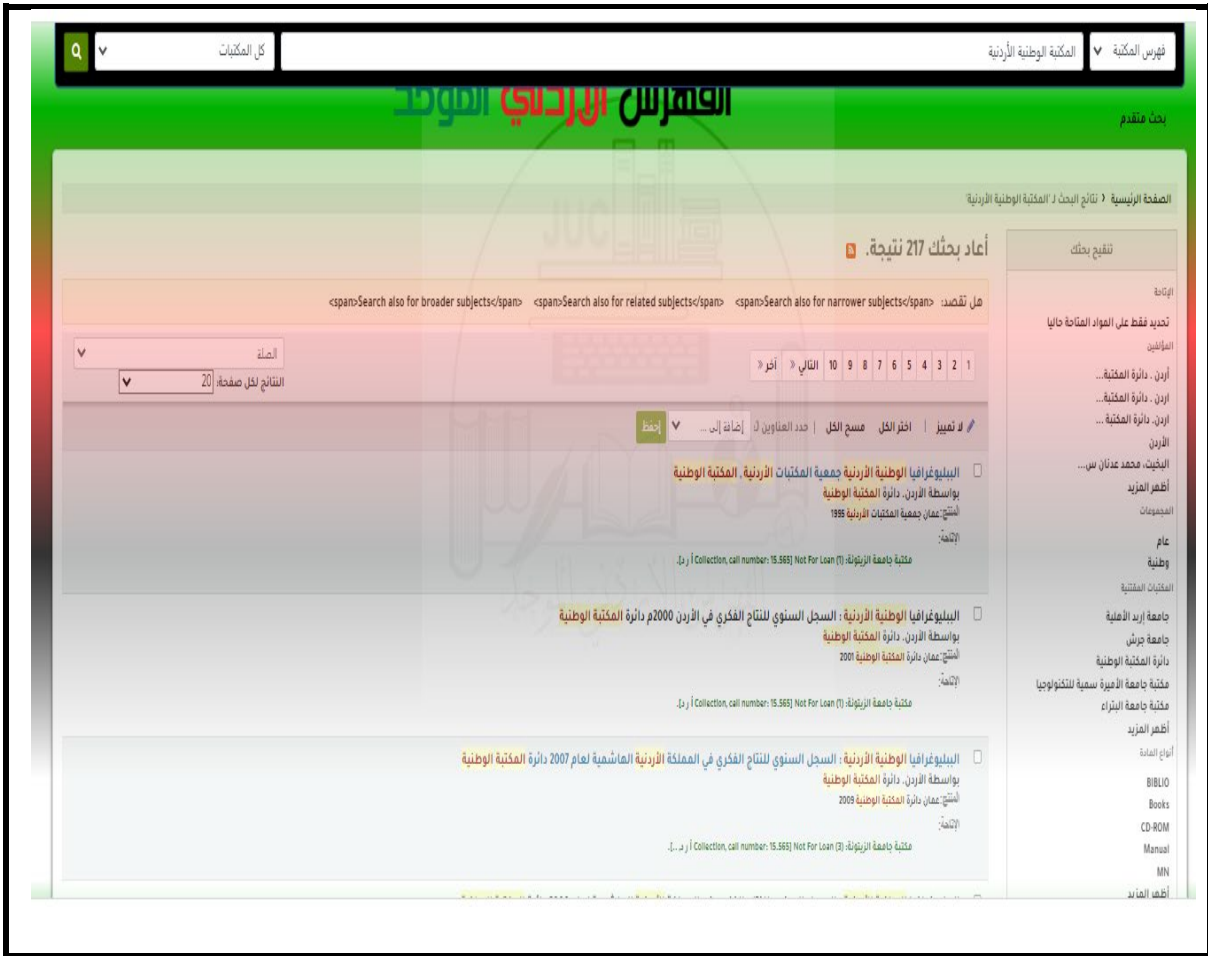 فهرس المكتبة المكتبة الوطنية الأردنية كل المكتبات
الفهرس الأردني الموحد
بحث متقدم
الصفحة الرئيسية › نتائج البحث لـ 'المكتبة الوطنية الأردنية'
أعاد بحثك 217 نتيجة.
هل تقصد: <span>Search also for narrower subjects</span> <span>Search also for related subjects</span> <span>Search also for broader subjects</span>
الصلة
1 2 3 4 5 6 7 8 9 10 التالي » آخر »
النتائج لكل صفحة: 20
لا تمييز | اختر الكل مسح الكل | حدد العناوين لـ إضافة إلى ... إحفظ
الببليوغرافيا الوطنية الأردنية جمعية المكتبات الأردنية, المكتبة الوطنية
بواسطة الأردن. دائرة المكتبة الوطنية
المنتج: عمان جمعية المكتبات الأردنية 1995
الإتاحة:
مكتبة جامعة الزيتونة: Not For Loan (1) [Collection, call number: 15.565 أ ر د].
الببليوغرافيا الوطنية الأردنية : السجل السنوي للنتاج الفكري في الأردن 2000م دائرة المكتبة الوطنية
بواسطة الأردن. دائرة المكتبة الوطنية
المنتج: عمان دائرة المكتبة الوطنية 2001
الإتاحة:
مكتبة جامعة الزيتونة: Not For Loan (1) [Collection, call number: 15.565 أ ر د].
الببليوغرافيا الوطنية الأردنية : السجل السنوي للنتاج الفكري في المملكة الأردنية الهاشمية لعام 2007 دائرة المكتبة الوطنية
بواسطة الأردن. دائرة المكتبة الوطنية
المنتج: عمان دائرة المكتبة الوطنية 2009
الإتاحة:
مكتبة جامعة الزيتونة: Not For Loan (3) [Collection, call number: 15.565 أ ر د, ..].
تنقيح بحثك
الإتاحة
تحديد فقط على المواد المتاحة حاليا
المؤلفين
أردن . دائرة المكتبة...
اردن . دائرة المكتبة...
اردن. دائرة المكتبة ...
الأردن
البخيت، محمد عدنان س...
أظهر المزيد
المجموعات
عام
وطنية
المكتبات المقتنية
جامعة إربد الأهلية
جامعة جرش
دائرة المكتبة الوطنية
مكتبة جامعة الأميرة سمية للتكنولوجيا
مكتبة جامعة البتراء
أظهر المزيد
أنواع المادة
BIBLIO
Books
CD-ROM
Manual
MN
أظهر المزيد
JUC